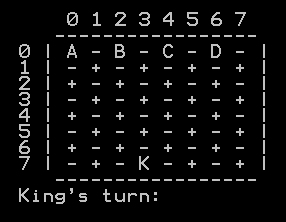 0 1 2 3 4 5 6 7
-----------------
0 | A - B - C - D - |
1 | - + - + - + - + |
2 | + - + - + - + - |
3 | - + - + - + - + |
4 | + - + - + - + - |
5 | - + - + - + - + |
6 | + - + - + - + - |
7 | - + - K - + - + |
-----------------
King's turn: